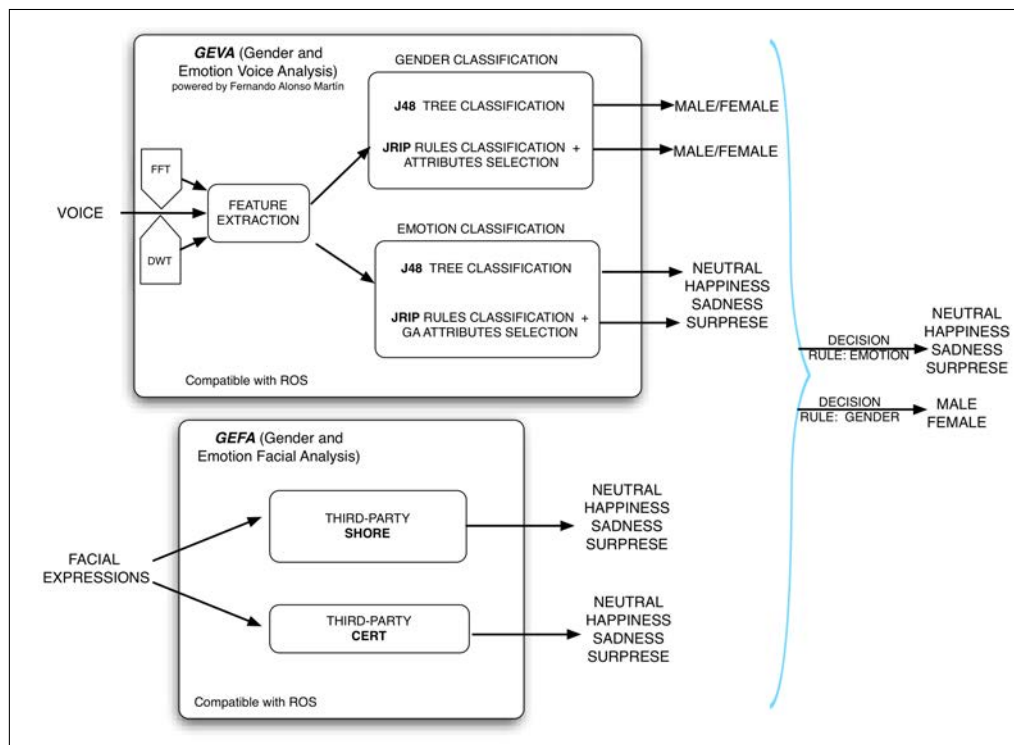 GEVA (Gender and
Emotion Voice Analysis)
powered by Fernando Alonso Martín
GENDER CLASSIFICATION
J48 TREE CLASSIFICATION
JRIP RULES CLASSIFICATION +
ATTRIBUTES SELECTION
MALE/FEMALE
MALE/FEMALE
FFT
VOICE
FEATURE
EXTRACTION
DWT
EMOTION CLASSIFICATION
J48 TREE CLASSIFICATION
JRIP RULES CLASSIFICATION +
GA ATTRIBUTES SELECTION
NEUTRAL
HAPPINESS
SADNESS
SURPRESE
Compatible with ROS
DECISION
RULE: EMOTION
NEUTRAL
HAPPINESS
SADNESS
SURPRESE
DECISION
RULE: GENDER
MALE
FEMALE
GEFA (Gender and
Emotion Facial Analysis)
FACIAL
EXPRESSIONS
THIRD-PARTY
SHORE
NEUTRAL
HAPPINESS
SADNESS
SURPRESE
THIRD-PARTY
CERT
NEUTRAL
HAPPINESS
SADNESS
SURPRESE
Compatible with ROS